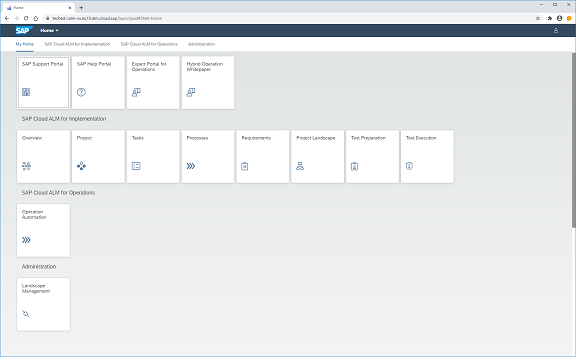 Home
teched-calm-xx.eu10.alm.cloud.sap/launchpad#Shell-home
SAP Home
My Home SAP Cloud ALM for Implementation SAP Cloud ALM for Operations Administration
SAP Support Portal
SAP Help Portal
Expert Portal for
Operations
Hybrid Operation
Whitepaper
SAP Cloud ALM for Implementation
Overview
Project
Tasks
Processes
Requirements
Project Landscape
Test Preparation
Test Execution
SAP Cloud ALM for Operations
Operation
Automation
Administration
Landscape
Management